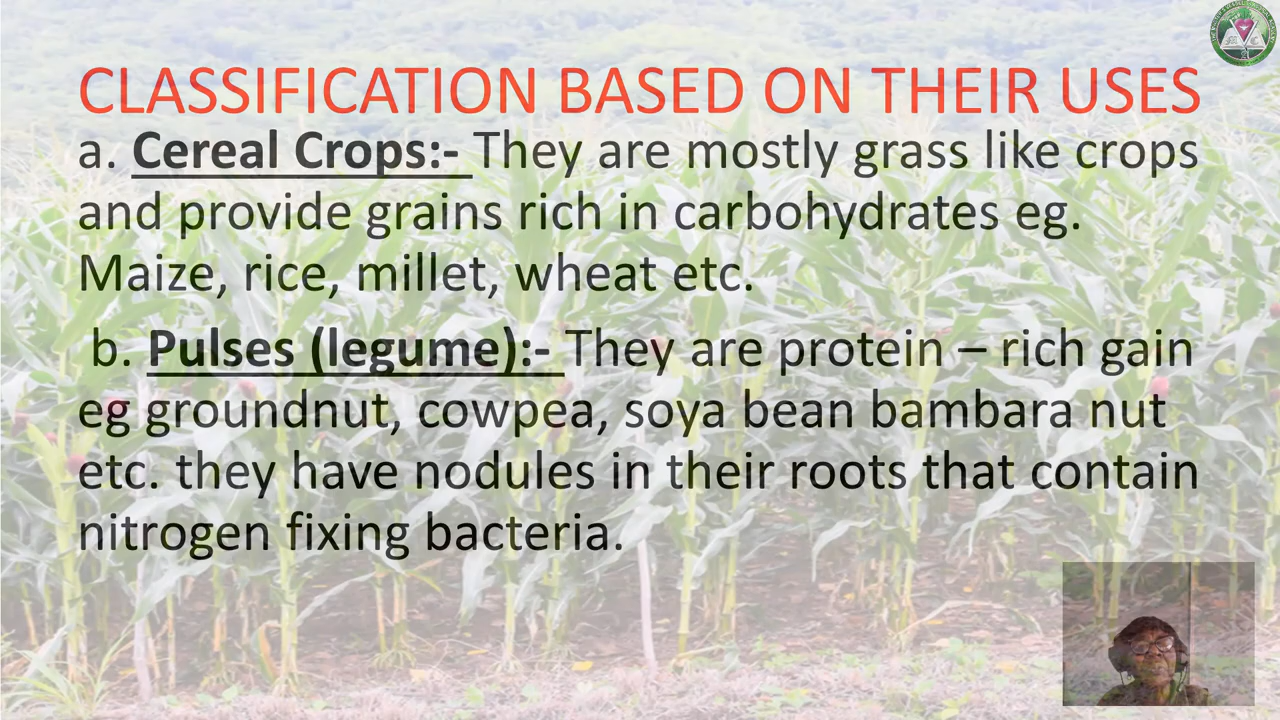 CLASSIFICATION BASED ON THEIR USES
a. Cereal Crops:- They are mostly grass like crops
and provide grains rich in carbohydrates eg.
Maize, rice, millet, wheat etc.
b. Pulses (legume):- They are protein – rich gain
eg groundnut, cowpea, soya bean bambara nut
etc. they have nodules in their roots that contain
nitrogen fixing bacteria.